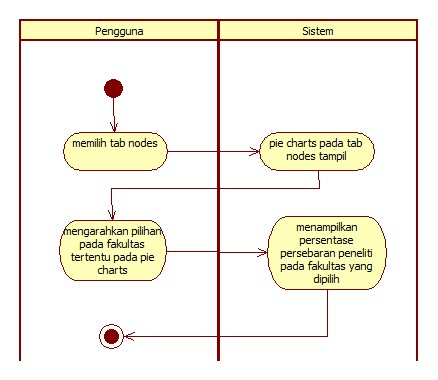 Pengguna
Sistem
memilih tab nodes
pie charts pada tab
nodes tampil
mengarahkan pilihan
pada fakultas
tertentu pada pie
charts
menampilkan
persentase
persebaran peneliti
pada fakultas yang
dipilih